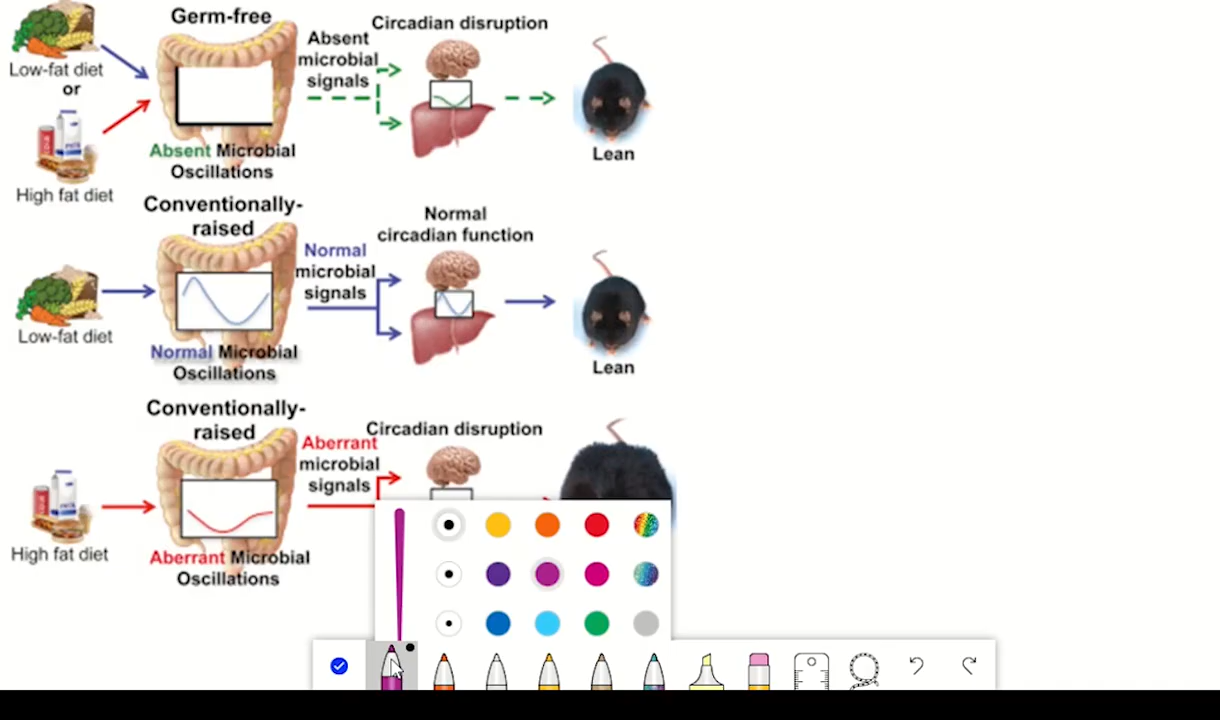 Germ-free
Circadian disruption
Absent
microbial
signals
Low-fat diet
or
Absent Microbial
Oscillations
Lean
High fat diet
Conventionally-
raised
Normal
circadian function
Normal
microbial
signals
Low-fat diet
Normal Microbial
Oscillations
Lean
Conventionally-
raised
Circadian disruption
Aberrant
microbial
signals
High fat diet
Aberrant Microbial
Oscillations